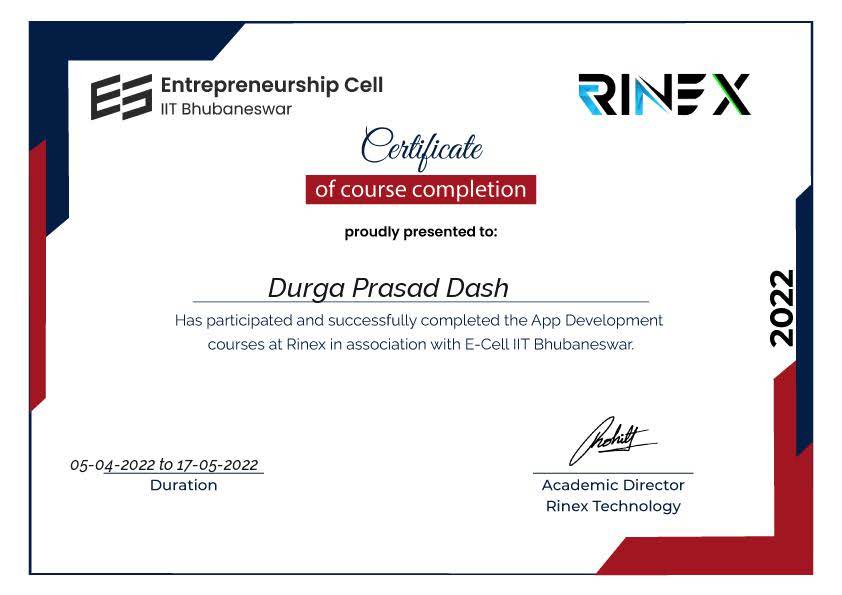 Entrepreneurship Cell
IIT Bhubaneswar
RINEX
Certificate
of course completion
proudly presented to:
Durga Prasad Dash
Has participated and successfully completed the App Development
courses at Rinex in association with E-Cell IIT Bhubaneswar.
2022
05-04-2022 to 17-05-2022
Duration
Academic Director
Rinex Technology